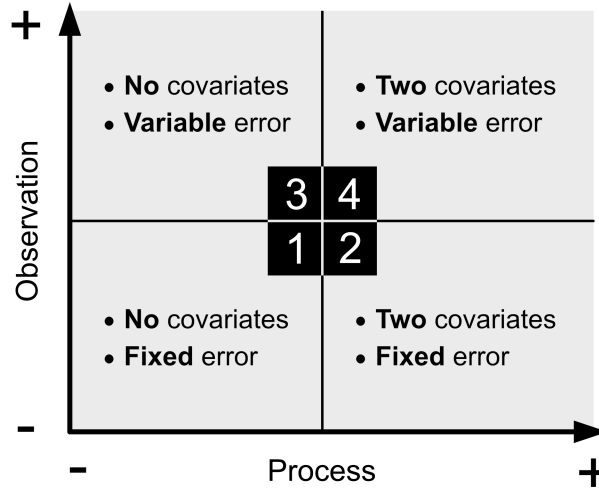 +
Observation
-
• No covariates
• Variable error
• Two covariates
• Variable error
3 4
1 2
• No covariates
• Fixed error
• Two covariates
• Fixed error
- Process +